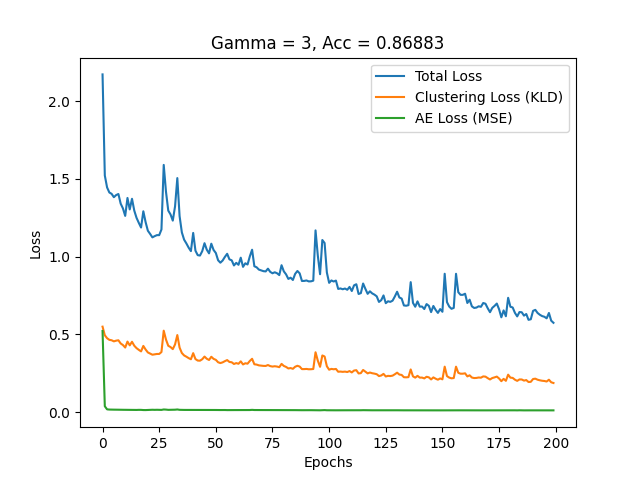 Gamma = 3, Acc = 0.86883
Total Loss
Clustering Loss (KLD)
AE Loss (MSE)
2.0
1.5
1.0
0.5
0.0
Loss
0 25 50 75 100 125 150 175 200
Epochs